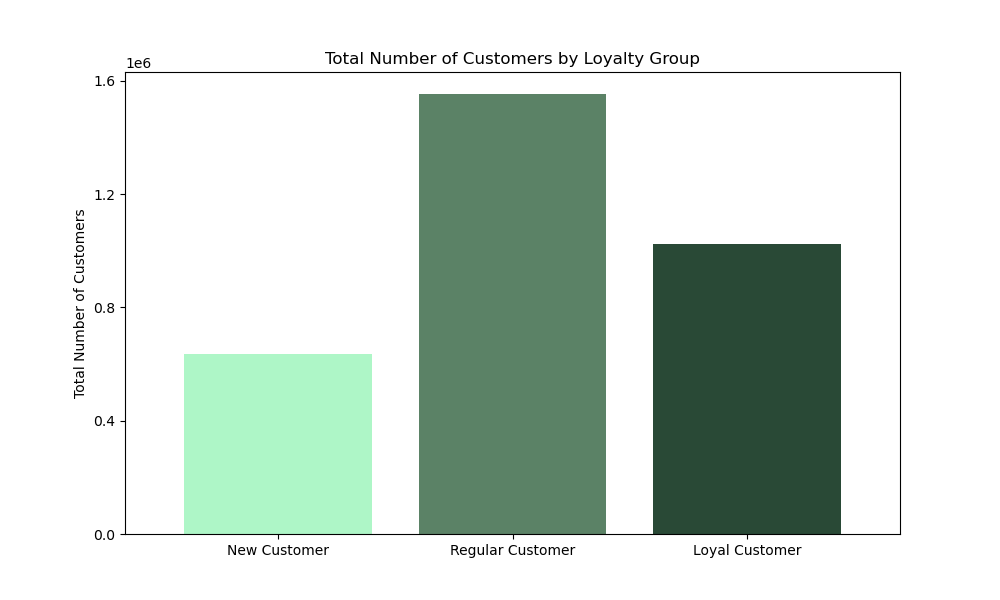 Total Number of Customers by Loyalty Group
1e6
1.6
1.2
0.8
0.4
0.0
Total Number of Customers
New Customer
Regular Customer
Loyal Customer